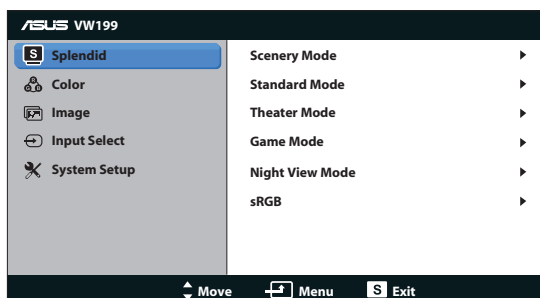 ASUS VW199
S Splendid
Color
Image
Input Select
System Setup
Scenery Mode
Standard Mode
Theater Mode
Game Mode
Night View Mode
sRGB
Move Menu S Exit